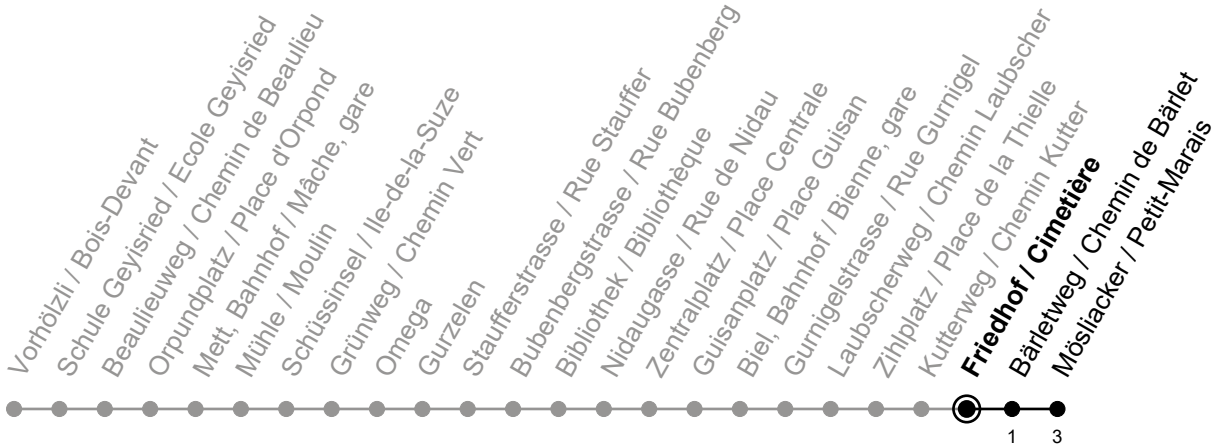 Vorhölzli / Bois-Devant
Schule Geyisried / Ecole Geyisried
Beaulieuweg / Chemin de Beaulieu
Orpundplatz / Place d'Orpond
Mett, Bahnhof / Mâche, gare
Mühle / Moulin
Schüssinsel / Ile-de-la-Suze
Grünweg / Chemin Vert
Omega
Gurzelen
Staufferstrasse / Rue Stauffer
Bubenbergstrasse / Rue Bubenberg
Bibliothek / Bibliothèque
Nidaugasse / Rue de Nidau
Zentralplatz / Place Centrale
Guisanplatz / Place Guisan
Biel, Bahnhof / Bienne, gare
Gurnigelstrasse / Rue Gurnigel
Laubscherweg / Chemin Laubscher
Zihlplatz / Place de la Thielle
Kutterweg / Chemin Kutter
Friedhof / Cimetière
Bärletweg / Chemin de Bärlet
Mösliacker / Petit-Marais
1 3